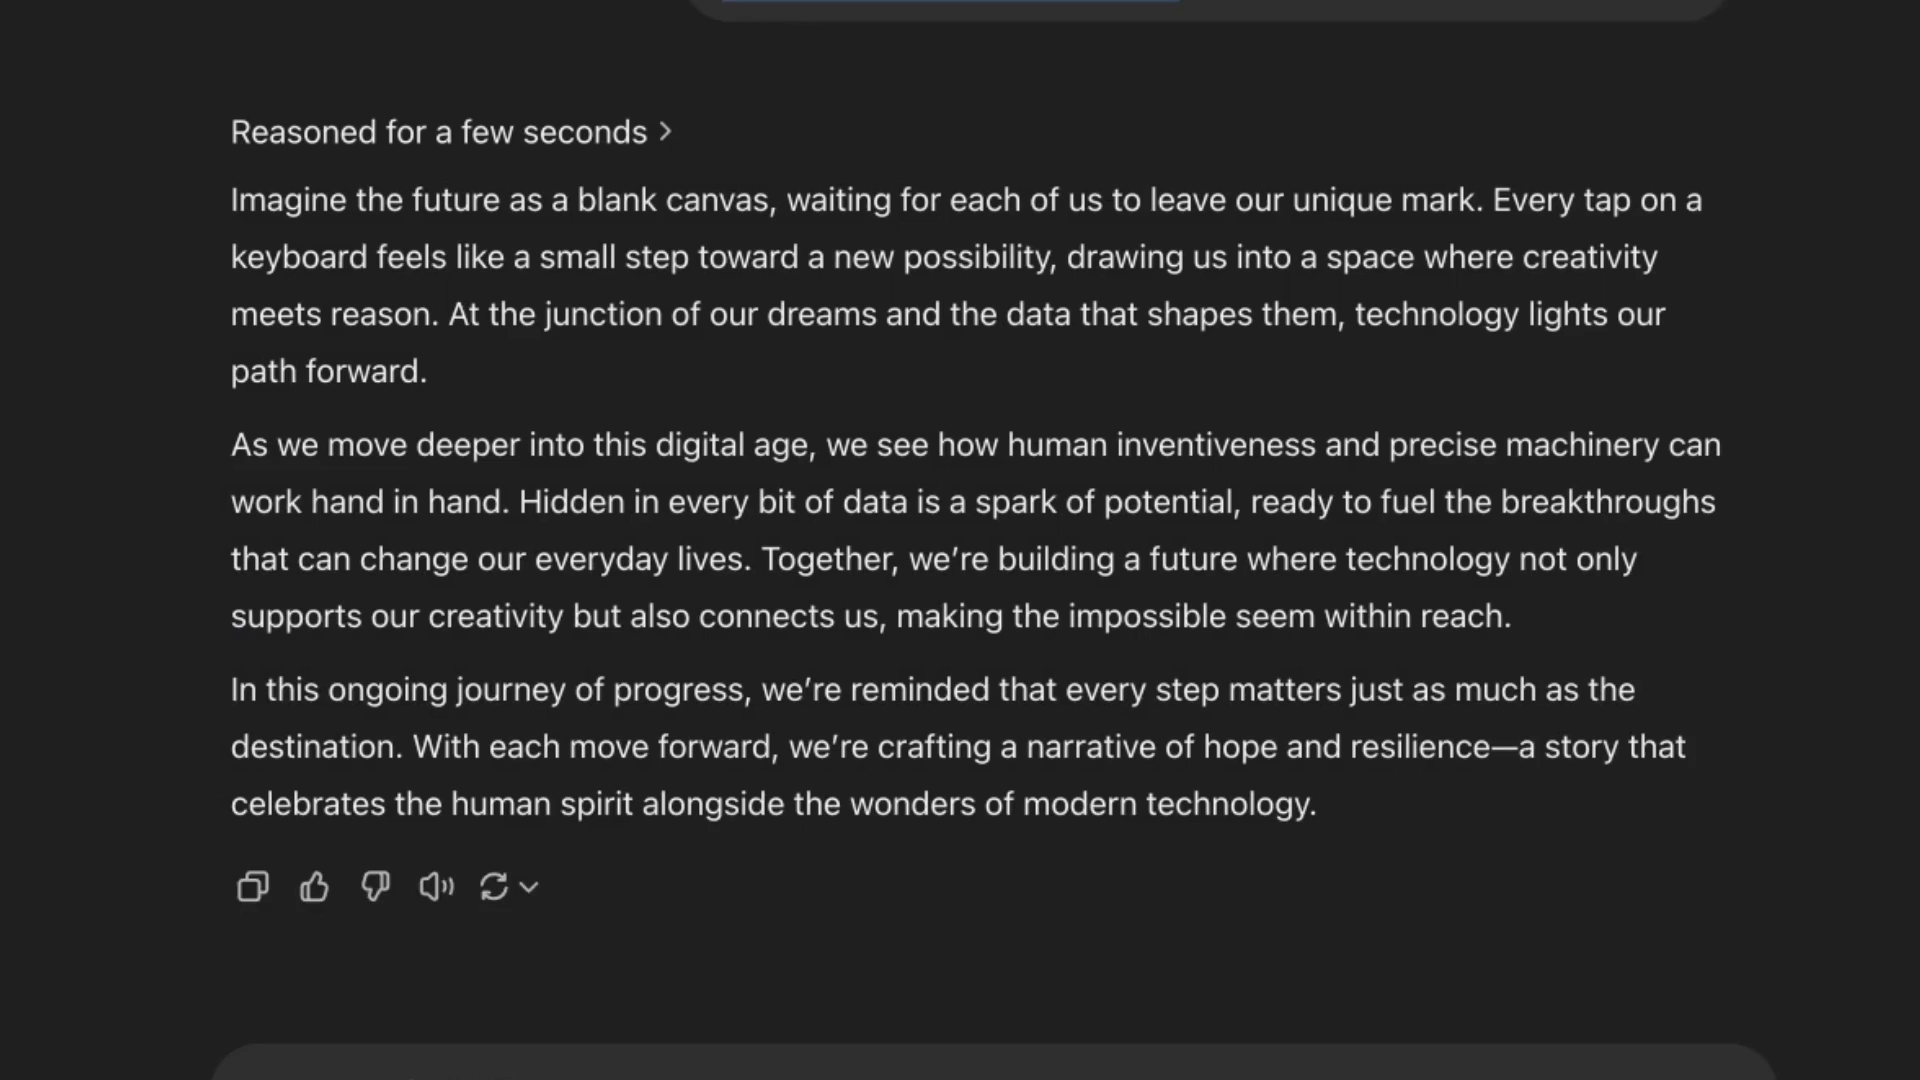 Reasoned for a few seconds >
Imagine the future as a blank canvas, waiting for each of us to leave our unique mark. Every tap on a
keyboard feels like a small step toward a new possibility, drawing us into a space where creativity
meets reason. At the junction of our dreams and the data that shapes them, technology lights our
path forward.
As we move deeper into this digital age, we see how human inventiveness and precise machinery can
work hand in hand. Hidden in every bit of data is a spark of potential, ready to fuel the breakthroughs
that can change our everyday lives. Together, we’re building a future where technology not only
supports our creativity but also connects us, making the impossible seem within reach.
In this ongoing journey of progress, we’re reminded that every step matters just as much as the
destination. With each move forward, we’re crafting a narrative of hope and resilience—a story that
celebrates the human spirit alongside the wonders of modern technology.